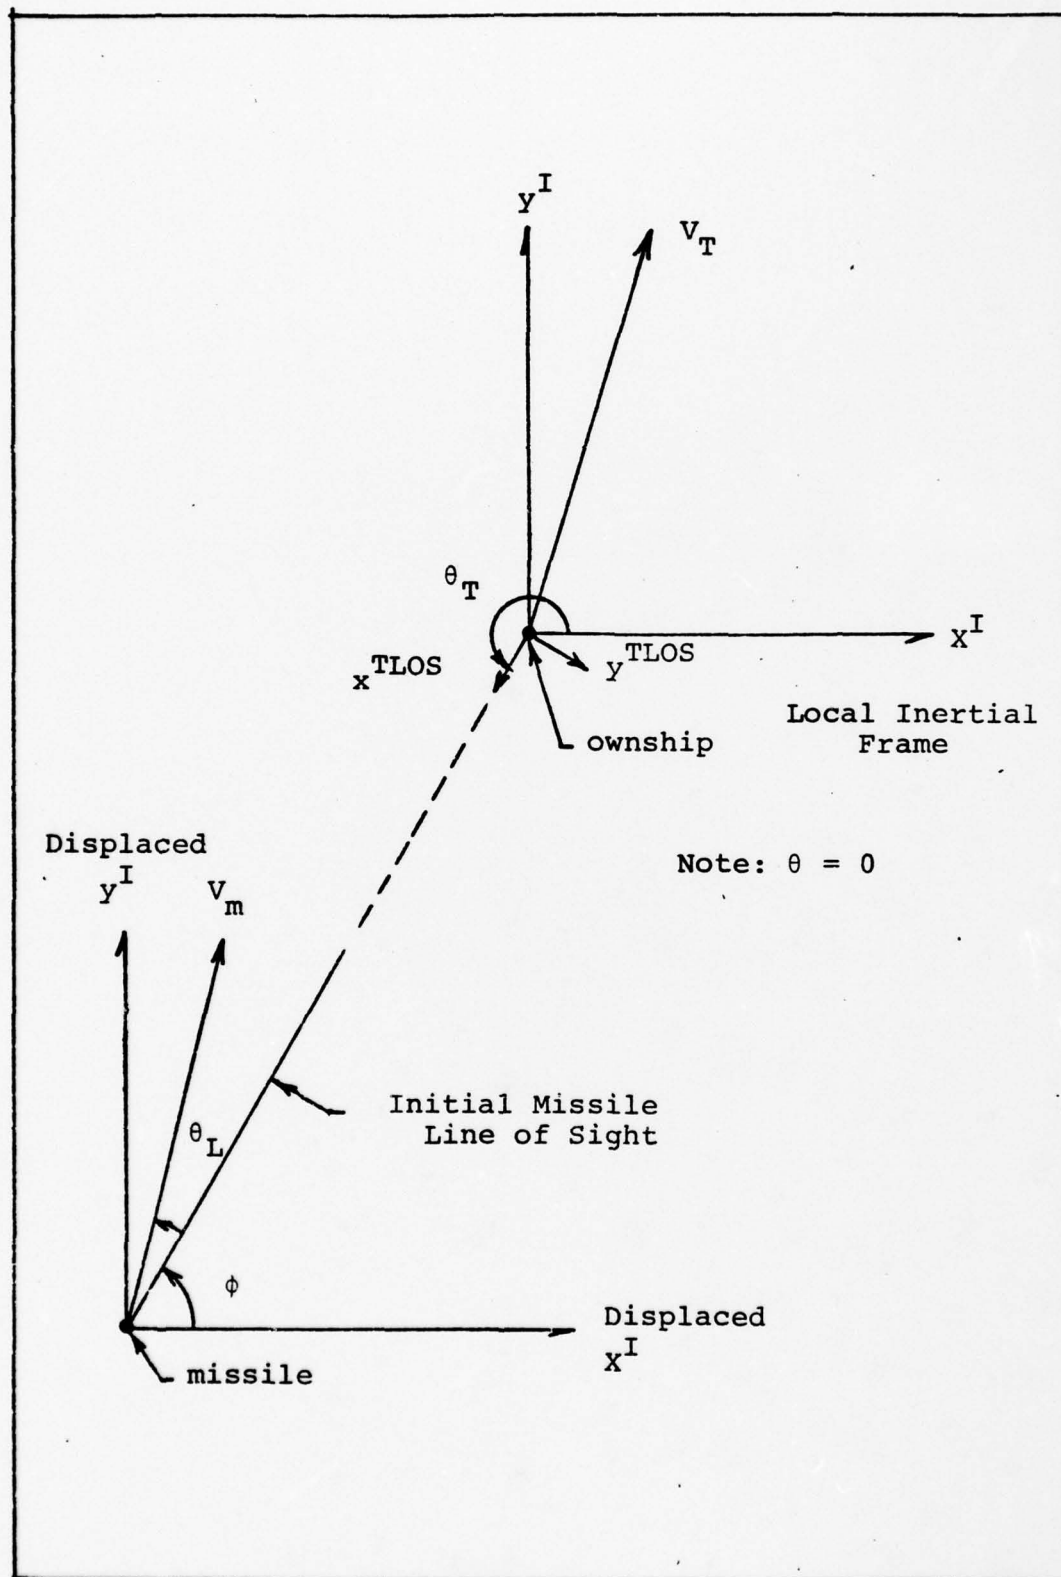 y^I
V_T
θ_T
X^I
x^TLOS
y^TLOS
Local Inertial
Frame
ownship
Note: θ = 0
Displaced
y^I
V_m
Initial Missile
Line of Sight
θ_L
φ
Displaced
X^I
missile